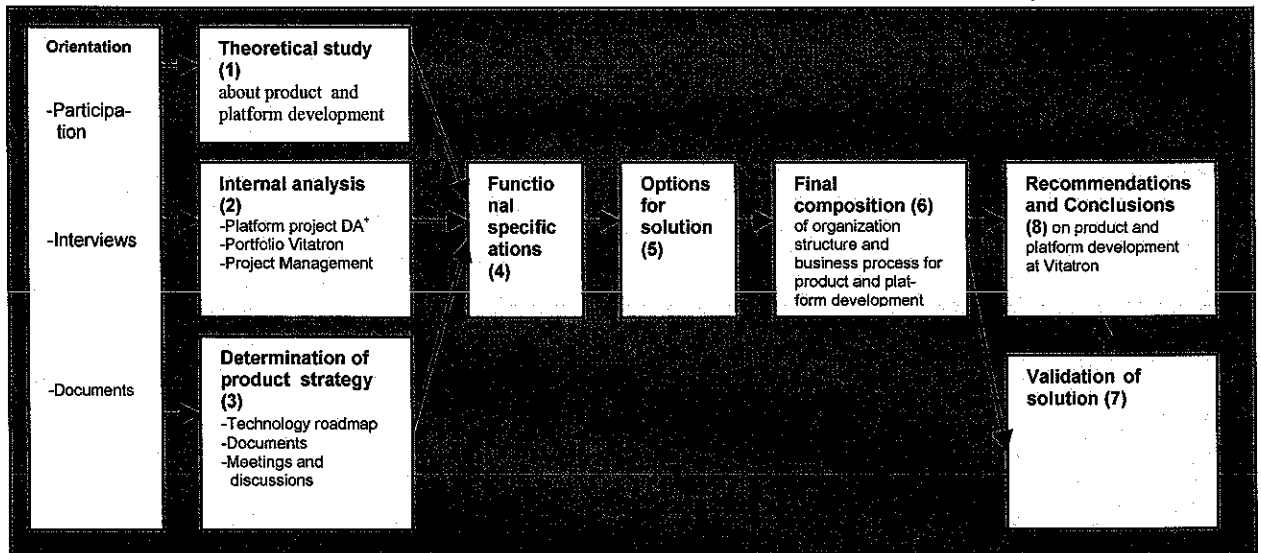 Orientation
-Participa-
tion
-Interviews
-Documents
Theoretical study
(1)
about product and
platform development
Internal analysis
(2)
-Platform project DA+
-Portfolio Vitatron
-Project Management
Determination of
product strategy
(3)
-Technology roadmap
-Documents
-Meetings and
discussions
Functio
nal
specific
ations
(4)
Options
for
solution
(5)
Final
composition (6)
of organization
structure and
business process for
product and plat-
form development
Recommendations
and Conclusions
(8) on product and
platform development
at Vitatron
Validation of
solution (7)